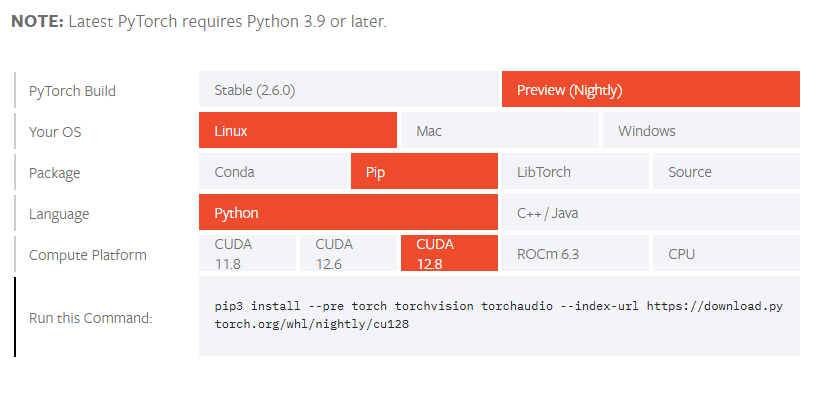 NOTE: Latest PyTorch requires Python 3.9 or later.
PyTorch Build
Stable (2.6.0)
Preview (Nightly)
Your OS
Linux
Mac
Windows
Package
Conda
Pip
LibTorch
Source
Language
Python
C++ / Java
Compute Platform
CUDA
11.8
CUDA
12.6
CUDA
12.8
ROCm 6.3
CPU
Run this Command:
pip3 install --pre torch torchvision torchaudio --index-url https://download.py
torch.org/whl/nightly/cu128